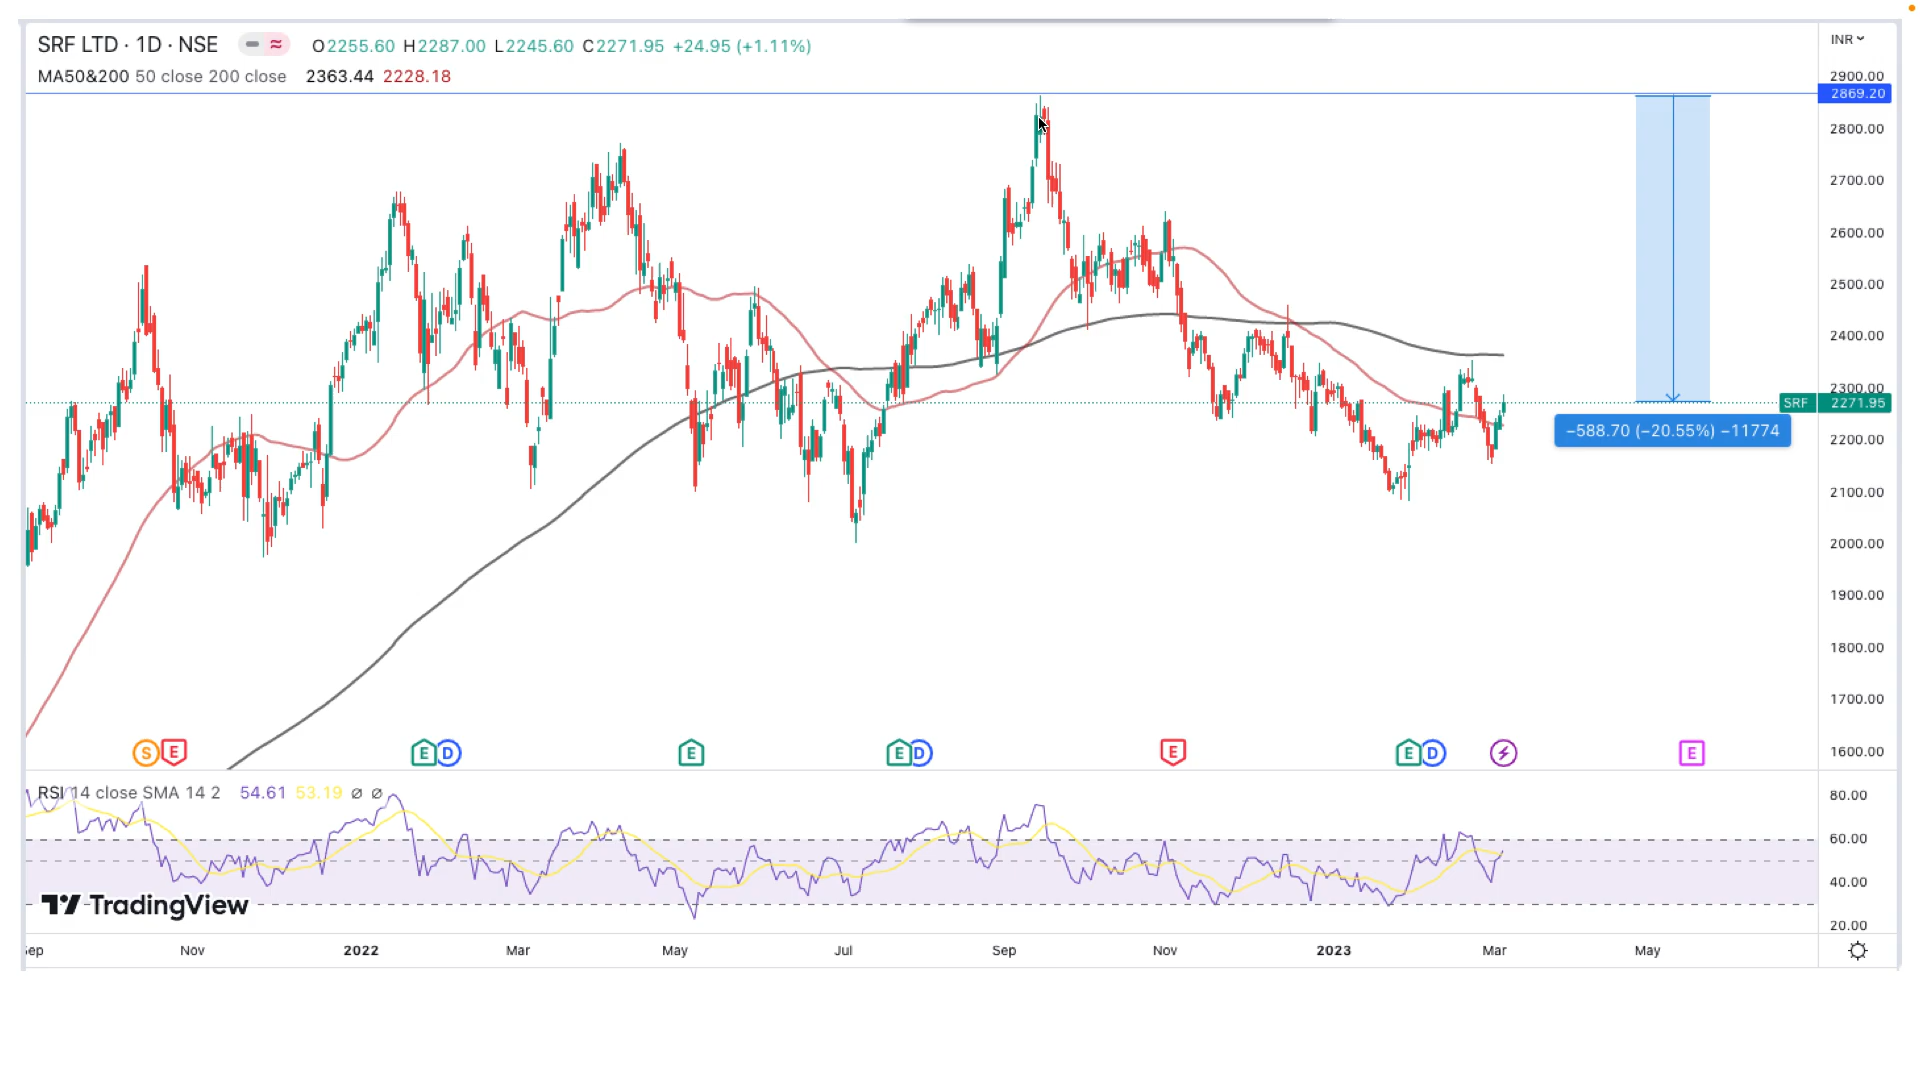 SRF LTD · 1D · NSE O2255.60 H2287.00 L2245.60 C2271.95 +24.95 (+1.11%)
INR
MA50&200 50 close 200 close 2363.44 2228.18
2900.00
2869.20
2800.00
2700.00
2600.00
2500.00
2400.00
2300.00
SRF 2271.95
−588.70 (−20.55%) −11774
2200.00
2100.00
2000.00
1900.00
1800.00
1700.00
1600.00
S E E D E E D E E D E
RSI 14 close SMA 14 2 54.61 53.19 ∅ ∅
80.00
60.00
40.00
20.00
TradingView
ep Nov 2022 Mar May Jul Sep Nov 2023 Mar May